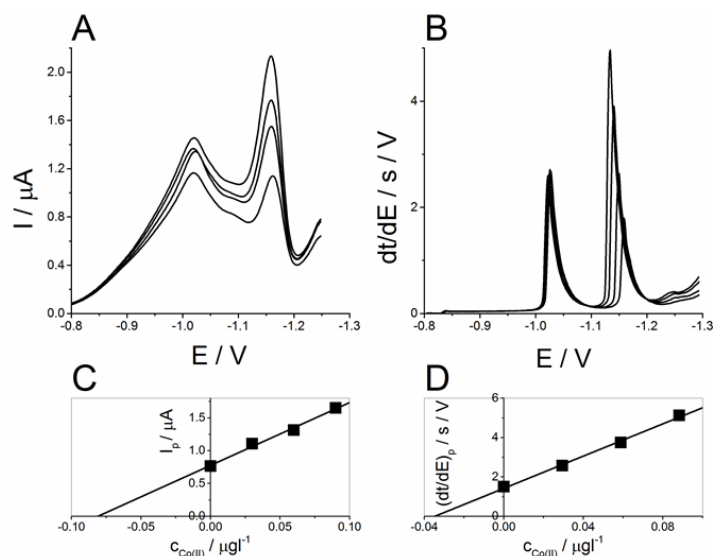 A
I / µA
2.0
1.6
1.2
0.8
0.4
0.0
-0.8 -0.9 -1.0 -1.1 -1.2 -1.3
E / V
B
dt/dE / s / V
4
2
0
-0.8 -0.9 -1.0 -1.1 -1.2 -1.3
E / V
C
I_p / µA
1.5
1.0
0.5
0.0
-0.10 -0.05 0.00 0.05 0.10
c_Co(II) / µgl⁻¹
D
(dt/dE)_p / s / V
6
4
2
0
-0.04 0.00 0.04 0.08
c_Co(II) / µgl⁻¹